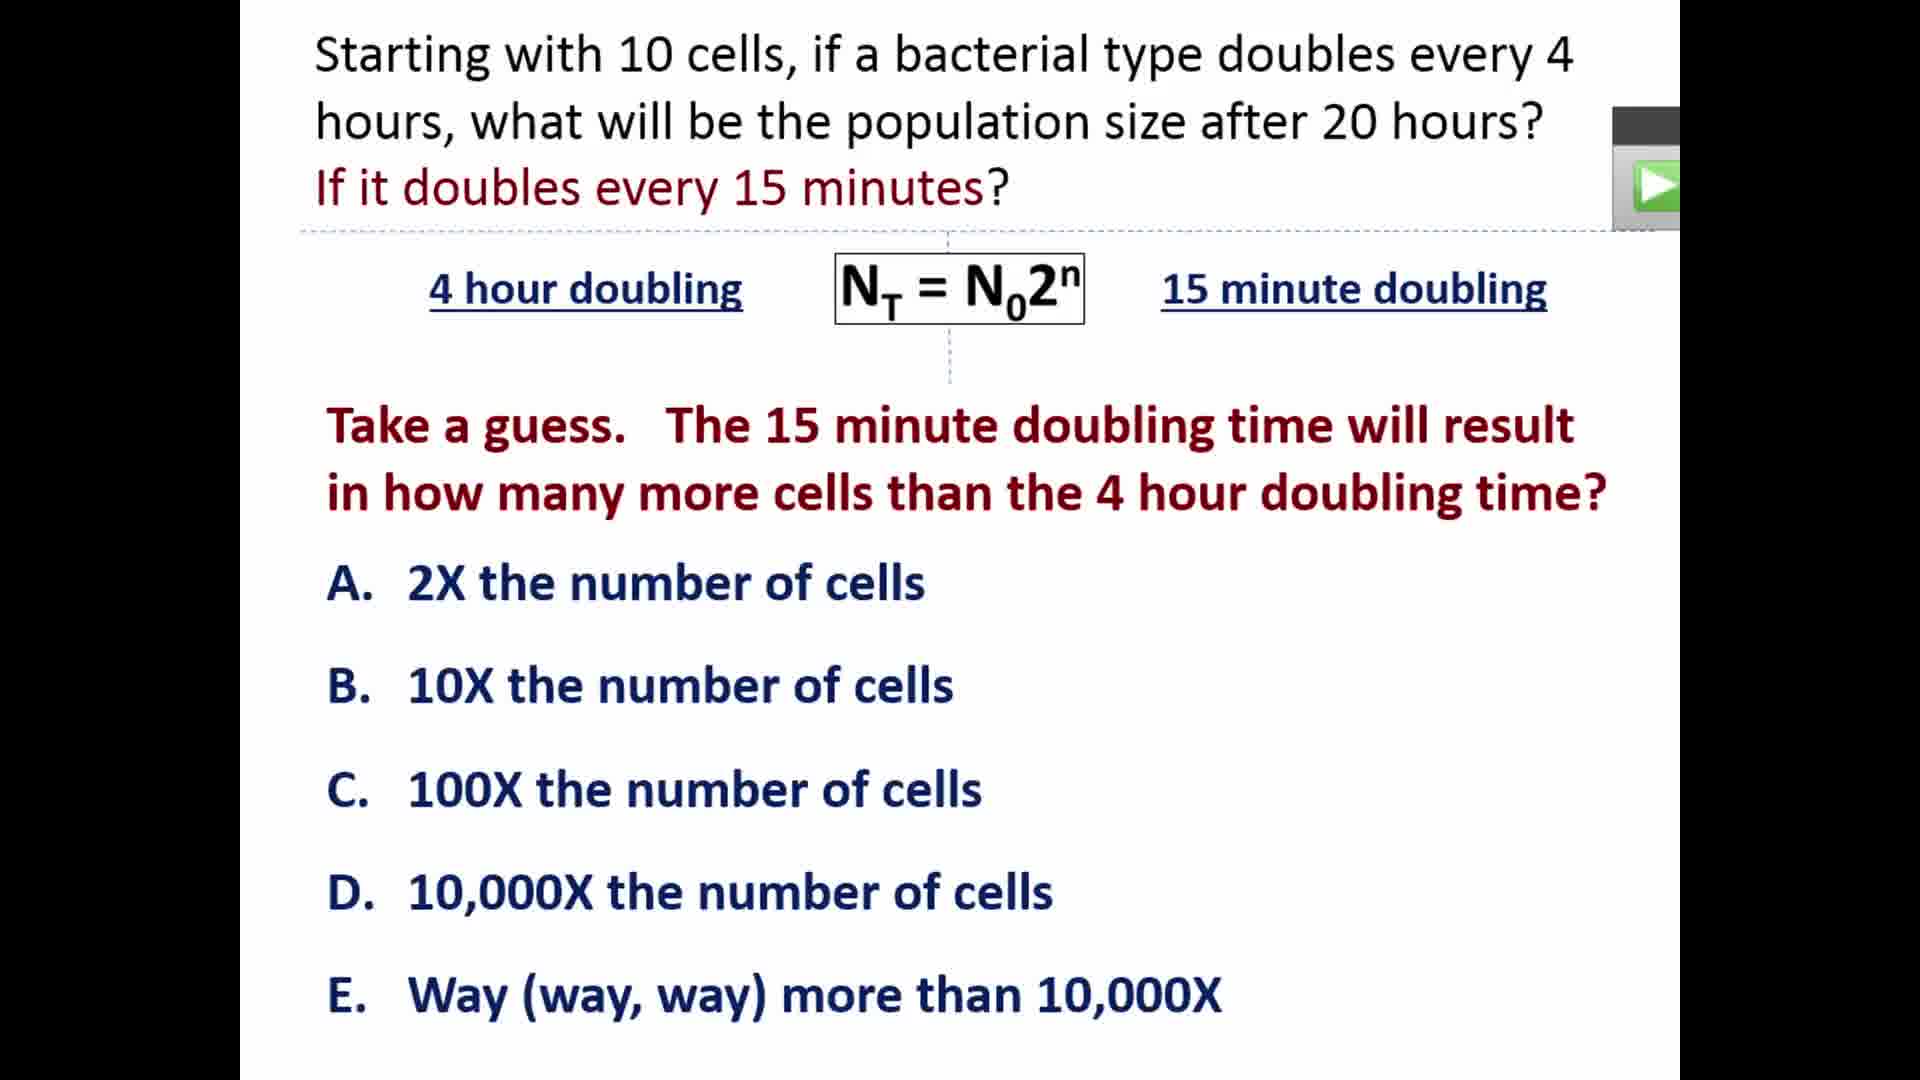 Starting with 10 cells, if a bacterial type doubles every 4
hours, what will be the population size after 20 hours?
If it doubles every 15 minutes?
4 hour doubling
N_T = N_0 2^n
15 minute doubling
Take a guess. The 15 minute doubling time will result
in how many more cells than the 4 hour doubling time?
A. 2X the number of cells
B. 10X the number of cells
C. 100X the number of cells
D. 10,000X the number of cells
E. Way (way, way) more than 10,000X